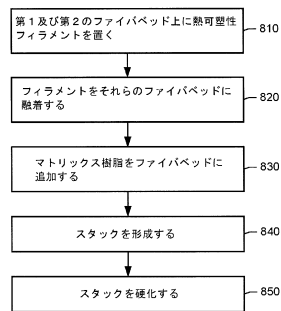 第１及び第２のファイバベッド上に熱可塑性
フィラメントを置く
810
フィラメントをそれらのファイバベッドに
融着する
820
マトリックス樹脂をファイバベッドに
追加する
830
スタックを形成する
840
スタックを硬化する
850